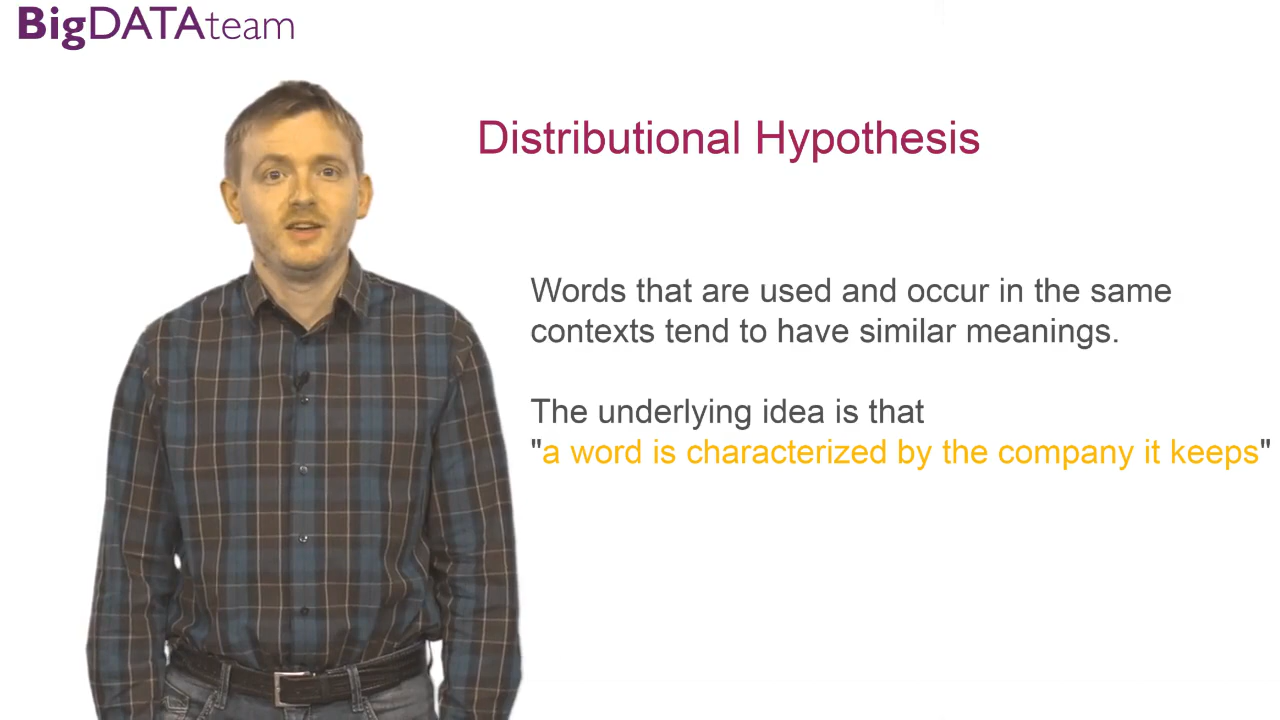 BigDATAteam
Distributional Hypothesis
Words that are used and occur in the same
contexts tend to have similar meanings.
The underlying idea is that
"a word is characterized by the company it keeps"